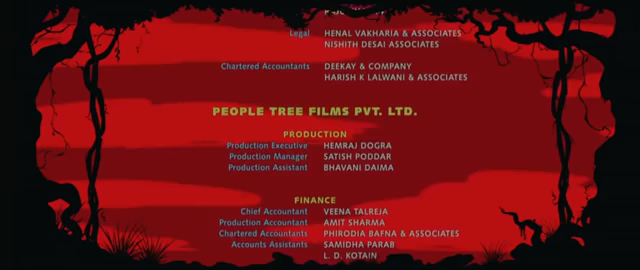 Legal HENAL VAKHARIA & ASSOCIATES
NISHITH DESAI ASSOCIATES
Chartered Accountants DEEKAY & COMPANY
HARISH K LALWANI & ASSOCIATES
PEOPLE TREE FILMS PVT. LTD.
PRODUCTION
Production Executive HEMRAJ DOGRA
Production Manager SATISH PODDAR
Production Assistant BHAVANI DAIMA
FINANCE
Chief Accountant VEENA TALREJA
Production Accountant AMIT SHARMA
Chartered Accountants PHIRODIA BAFNA & ASSOCIATES
Accounts Assistants SAMIDHA PARAB
L. D. KOTAIN